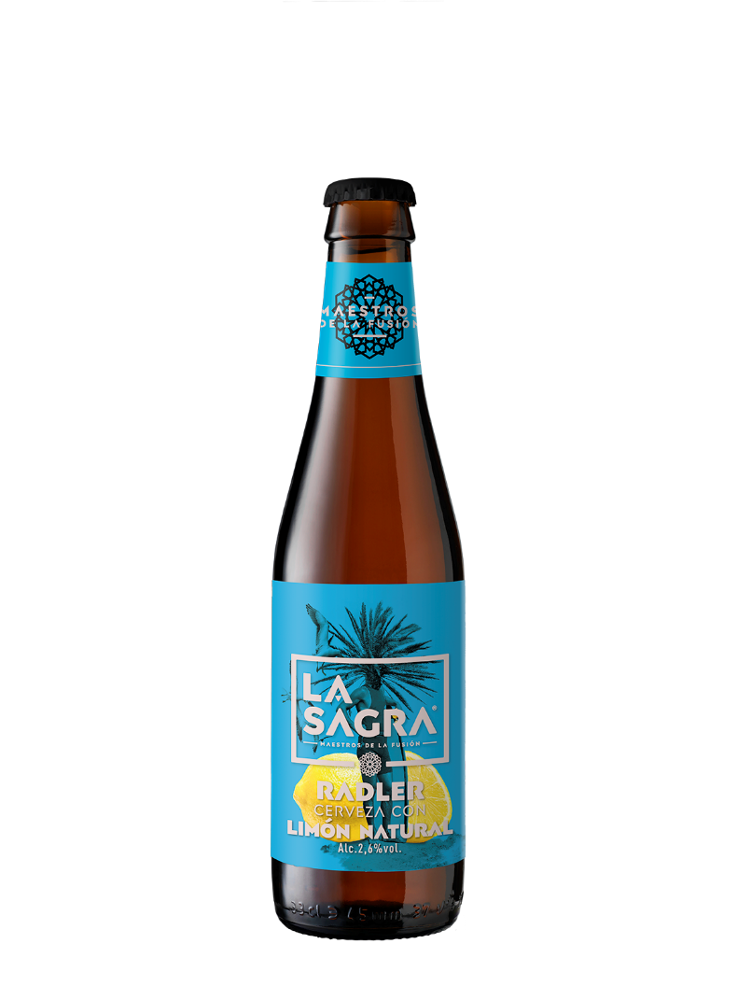 MAESTROS
DE LA FUSIÓN
LA
SAGRA®
MAESTROS DE LA FUSIÓN
RADLER
CERVEZA CON
LIMÓN NATURAL
Alc.2,6%vol.
33cl